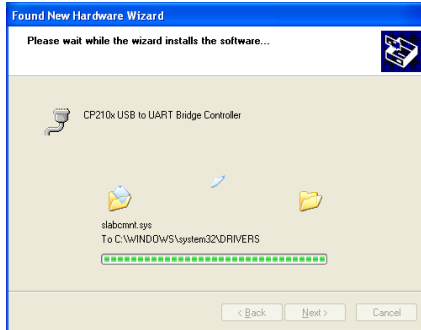 Found New Hardware Wizard
Please wait while the wizard installs the software...
CP210x USB to UART Bridge Controller
slabcmnt.sys
To C:\WINDOWS\system32\DRIVERS
< Back Next > Cancel